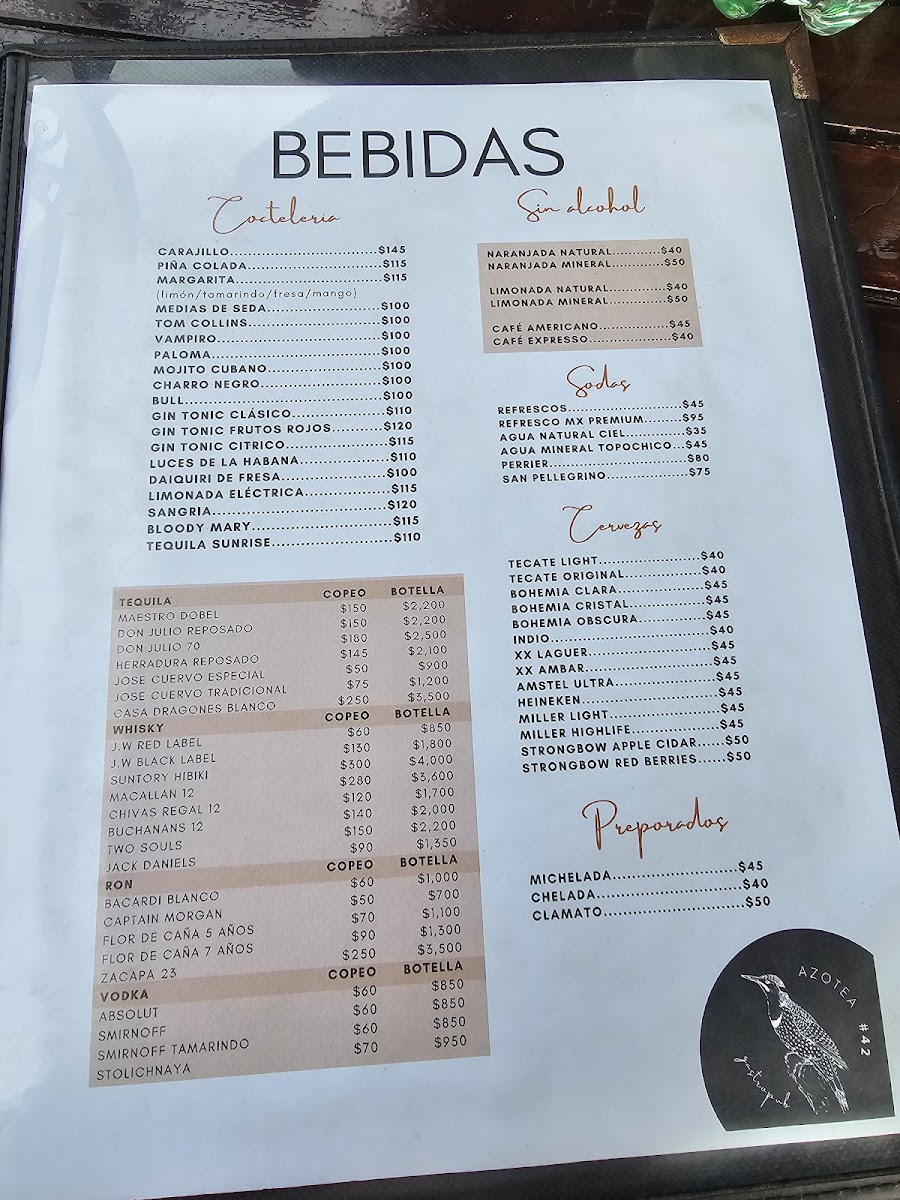 BEBIDAS
Cocteleria
CARAJILLO...$145
PIÑA COLADA...$115
MARGARITA...$115
(limón/tamarindo/fresa/mango)
MEDIAS DE SEDA...$100
TOM COLLINS...$100
VAMPIRO...$100
PALOMA...$100
MOJITO CUBANO...$100
CHARRO NEGRO...$100
BULL...$100
GIN TONIC CLÁSICO...$110
GIN TONIC FRUTOS ROJOS...$120
GIN TONIC CITRICO...$115
LUCES DE LA HABANA...$110
DAIQUIRI DE FRESA...$100
LIMONADA ELÉCTRICA...$115
SANGRIA...$120
BLOODY MARY...$115
TEQUILA SUNRISE...$110
TEQUILA COPEO BOTELLA
MAESTRO DOBEL $150 $2,200
DON JULIO REPOSADO $150 $2,200
DON JULIO 70 $180 $2,500
HERRADURA REPOSADO $145 $2,100
JOSE CUERVO ESPECIAL $50 $900
JOSE CUERVO TRADICIONAL $75 $1,200
CASA DRAGONES BLANCO $250 $3,500
WHISKY COPEO BOTELLA
J.W RED LABEL $60 $850
J.W BLACK LABEL $130 $1,800
SUNTORY HIBIKI $300 $4,000
MACALLAN 12 $280 $3,600
CHIVAS REGAL 12 $120 $1,700
BUCHANANS 12 $140 $2,000
TWO SOULS $150 $2,200
JACK DANIELS $90 $1,350
RON COPEO BOTELLA
BACARDI BLANCO $60 $1,000
CAPTAIN MORGAN $50 $700
FLOR DE CAÑA 5 AÑOS $70 $1,100
FLOR DE CAÑA 7 AÑOS $90 $1,300
ZACAPA 23 $250 $3,500
VODKA COPEO BOTELLA
ABSOLUT $60 $850
SMIRNOFF $60 $850
SMIRNOFF TAMARINDO $60 $850
STOLICHNAYA $70 $950
Sin alcohol
NARANJADA NATURAL...$40
NARANJADA MINERAL...$50
LIMONADA NATURAL...$40
LIMONADA MINERAL...$50
CAFÉ AMERICANO...$45
CAFÉ EXPRESSO...$40
Sodas
REFRESCOS...$45
REFRESCO MX PREMIUM...$95
AGUA NATURAL CIEL...$35
AGUA MINERAL TOPOCHICO...$45
PERRIER...$80
SAN PELLEGRINO...$75
Cervezas
TECATE LIGHT...$40
TECATE ORIGINAL...$40
BOHEMIA CLARA...$45
BOHEMIA CRISTAL...$45
BOHEMIA OBSCURA...$45
INDIO...$40
XX LAGUER...$45
XX AMBAR...$45
AMSTEL ULTRA...$45
HEINEKEN...$45
MILLER LIGHT...$45
MILLER HIGHLIFE...$45
STRONGBOW APPLE CIDAR...$50
STRONGBOW RED BERRIES...$50
Preparados
MICHELADA...$45
CHELADA...$40
CLAMATO...$50
AZOTEA #42
gastropub